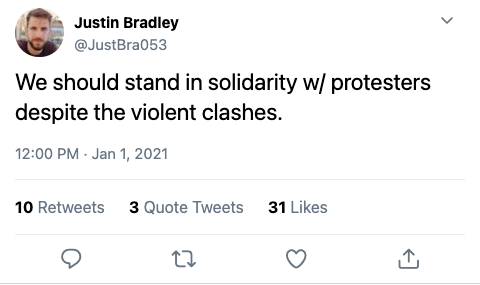 Justin Bradley
@JustBra053
We should stand in solidarity w/ protesters
despite the violent clashes.
12:00 PM · Jan 1, 2021
10 Retweets 3 Quote Tweets 31 Likes